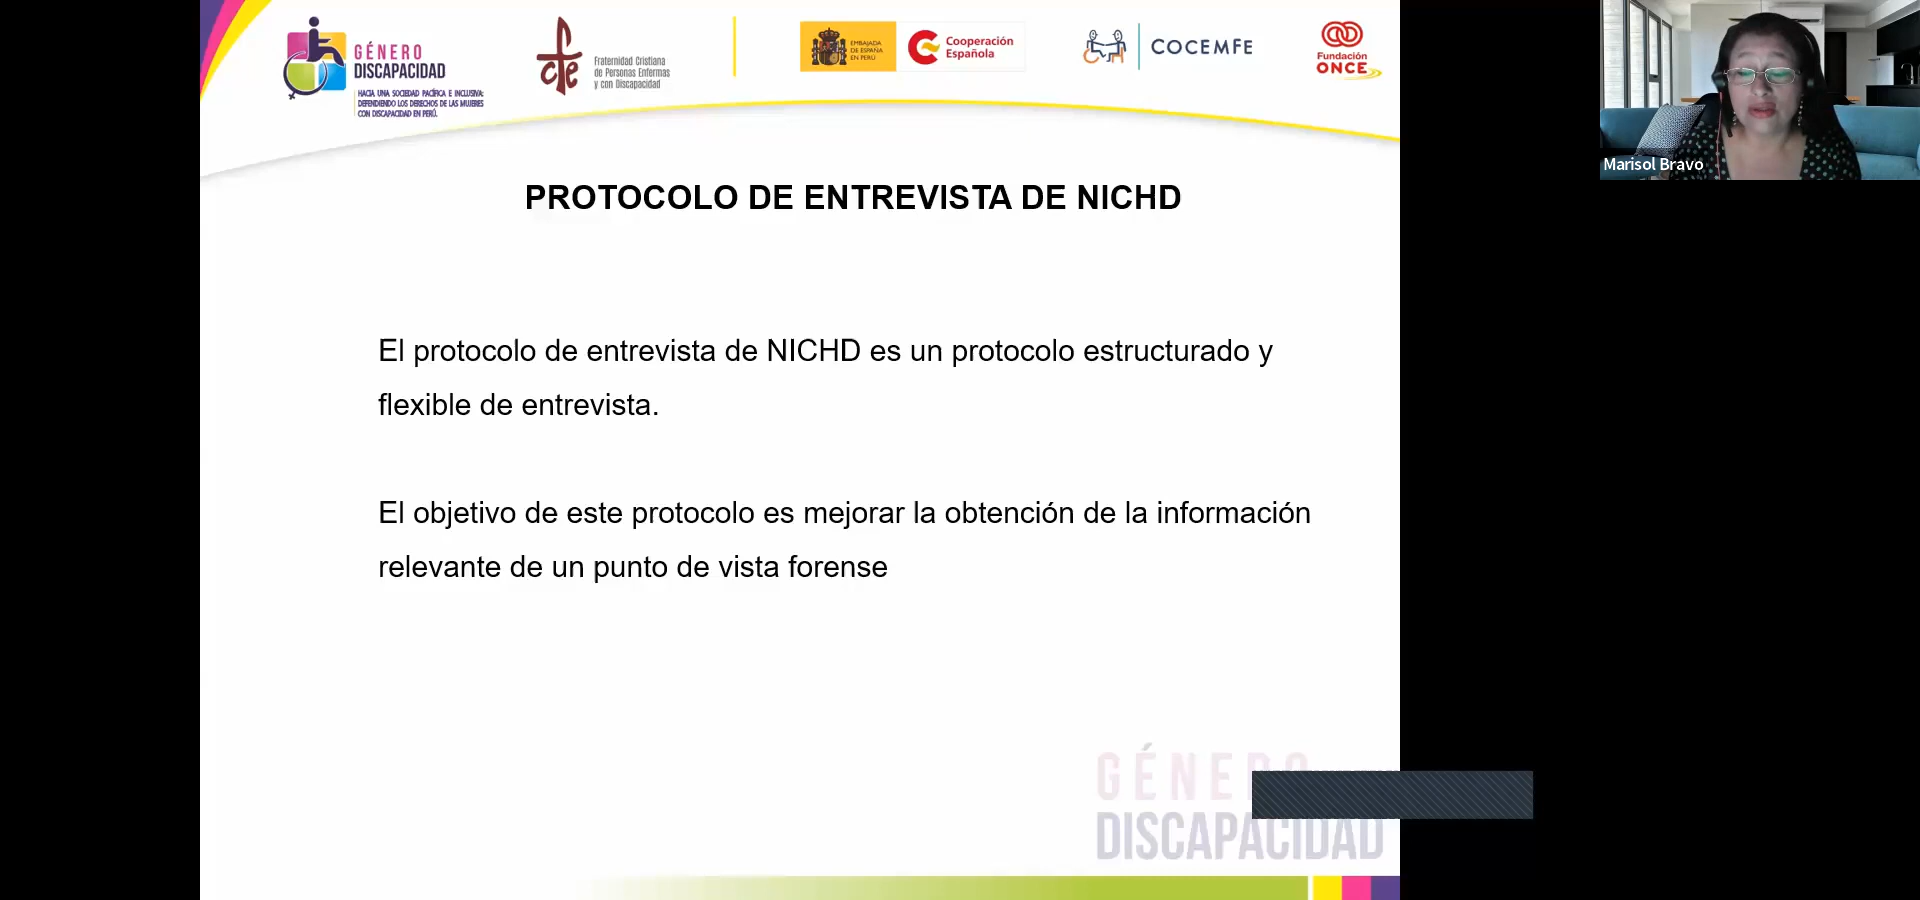 GÉNERO
DISCAPACIDAD
HACIA UNA SOCIEDAD PACÍFICA E INCLUSIVA:
DEFENDIENDO LOS DERECHOS DE LAS MUJERES
CON DISCAPACIDAD EN PERÚ.
Fraternidad Cristiana
de Personas Enfermas
y con Discapacidad
EMBAJADA
DE ESPAÑA
EN PERU
Cooperación
Española
COCEMFE
Fundación
ONCE
Marisol Bravo
PROTOCOLO DE ENTREVISTA DE NICHD
El protocolo de entrevista de NICHD es un protocolo estructurado y
flexible de entrevista.
El objetivo de este protocolo es mejorar la obtención de la información
relevante de un punto de vista forense
GÉNERO
DISCAPACIDAD